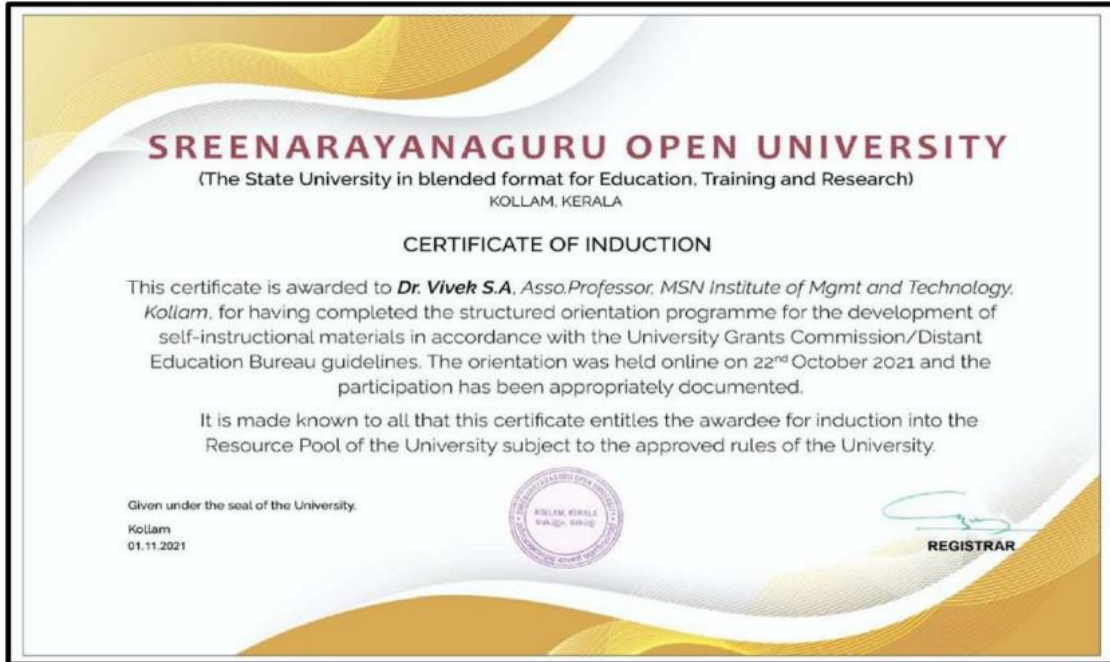 SREENARAYANAGURU OPEN UNIVERSITY
(The State University in blended format for Education, Training and Research)
KOLLAM, KERALA
CERTIFICATE OF INDUCTION
This certificate is awarded to Dr. Vivek S.A, Asso.Professor, MSN Institute of Mgmt and Technology,
Kollam, for having completed the structured orientation programme for the development of
self-instructional materials in accordance with the University Grants Commission/Distant
Education Bureau guidelines. The orientation was held online on 22nd October 2021 and the
participation has been appropriately documented.
It is made known to all that this certificate entitles the awardee for induction into the
Resource Pool of the University subject to the approved rules of the University.
Given under the seal of the University.
Kollam
01.11.2021
SREENARAYANAGURU OPEN UNIVERSITY
KOLLAM, KERALA
REGISTRAR